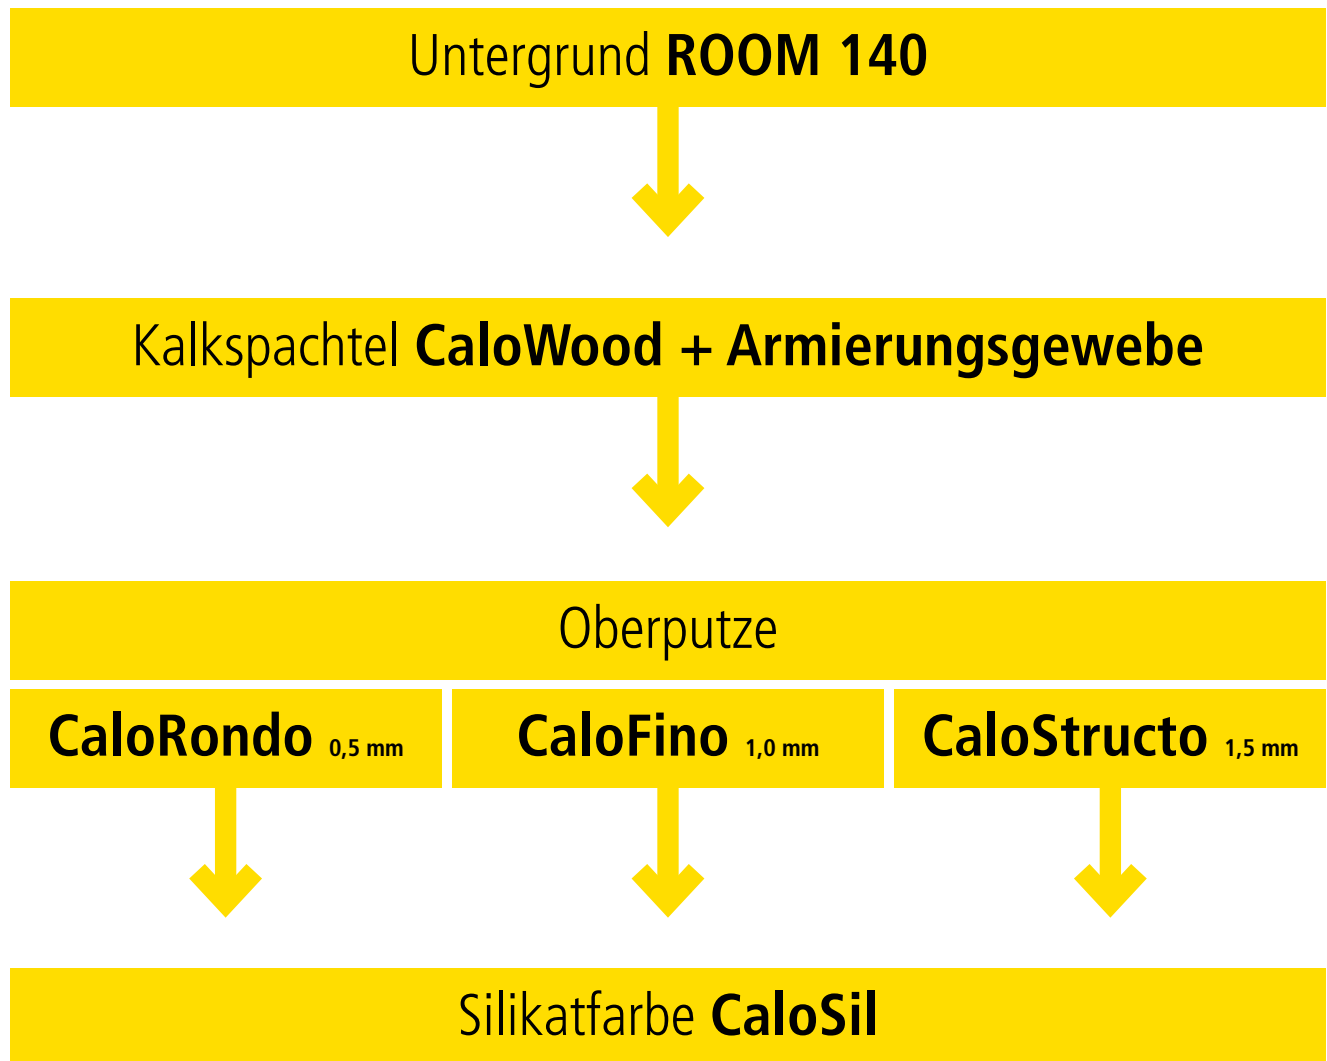 Untergrund ROOM 140
Kalkspachtel CaloWood + Armierungsgewebe
Oberputze
CaloRondo 0,5 mm
CaloFino 1,0 mm
CaloStructo 1,5 mm
Silikatfarbe CaloSil